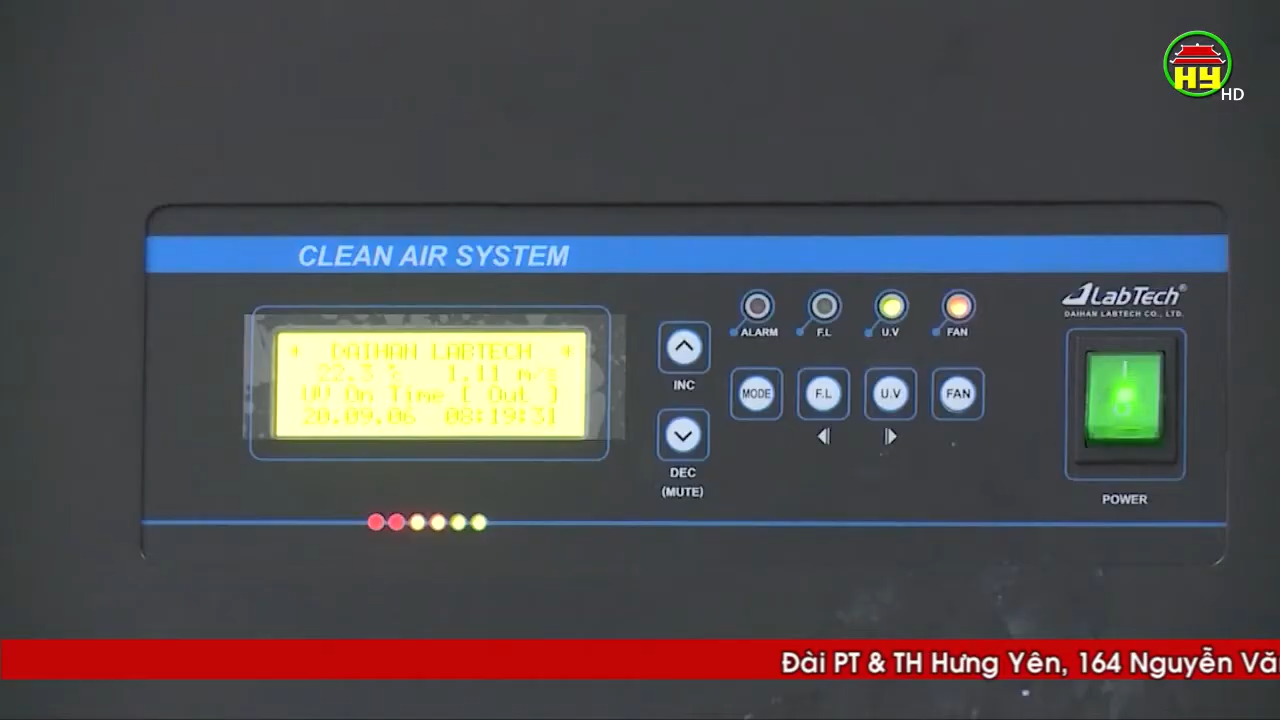 HY
HD
CLEAN AIR SYSTEM
LabTech®
DAIHAN LABTECH CO., LTD.
ALARM
F.L
U.V
FAN
* DAIHAN LABTECH *
22.3 1.11 m/s
UV On Time [ Out ]
20.09.06 08:19:31
INC
MODE
F.L
U.V
FAN
DEC
(MUTE)
POWER
Đài PT & TH Hưng Yên, 164 Nguyễn Vă